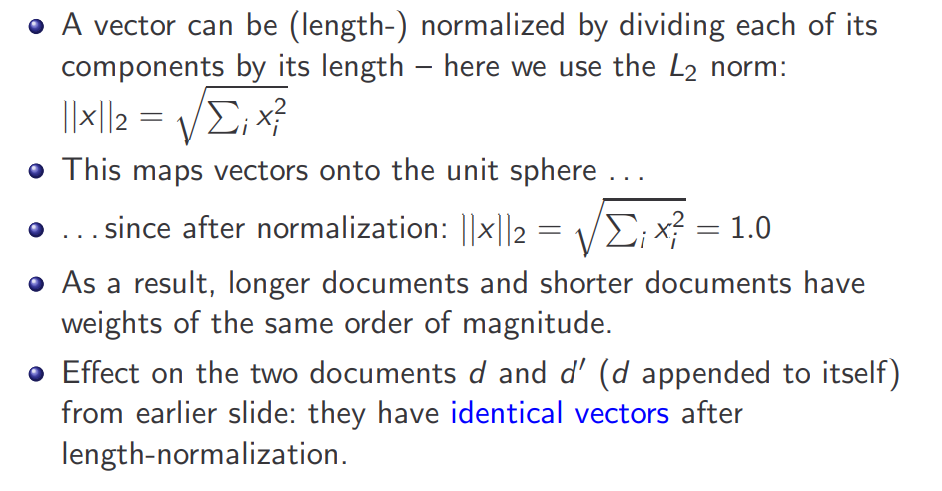 • A vector can be (length-) normalized by dividing each of its
components by its length – here we use the L₂ norm:
||x||₂ = √∑ᵢ xᵢ²
• This maps vectors onto the unit sphere . . .
• . . . since after normalization: ||x||₂ = √∑ᵢ xᵢ² = 1.0
• As a result, longer documents and shorter documents have
weights of the same order of magnitude.
• Effect on the two documents d and d′ (d appended to itself)
from earlier slide: they have identical vectors after
length-normalization.